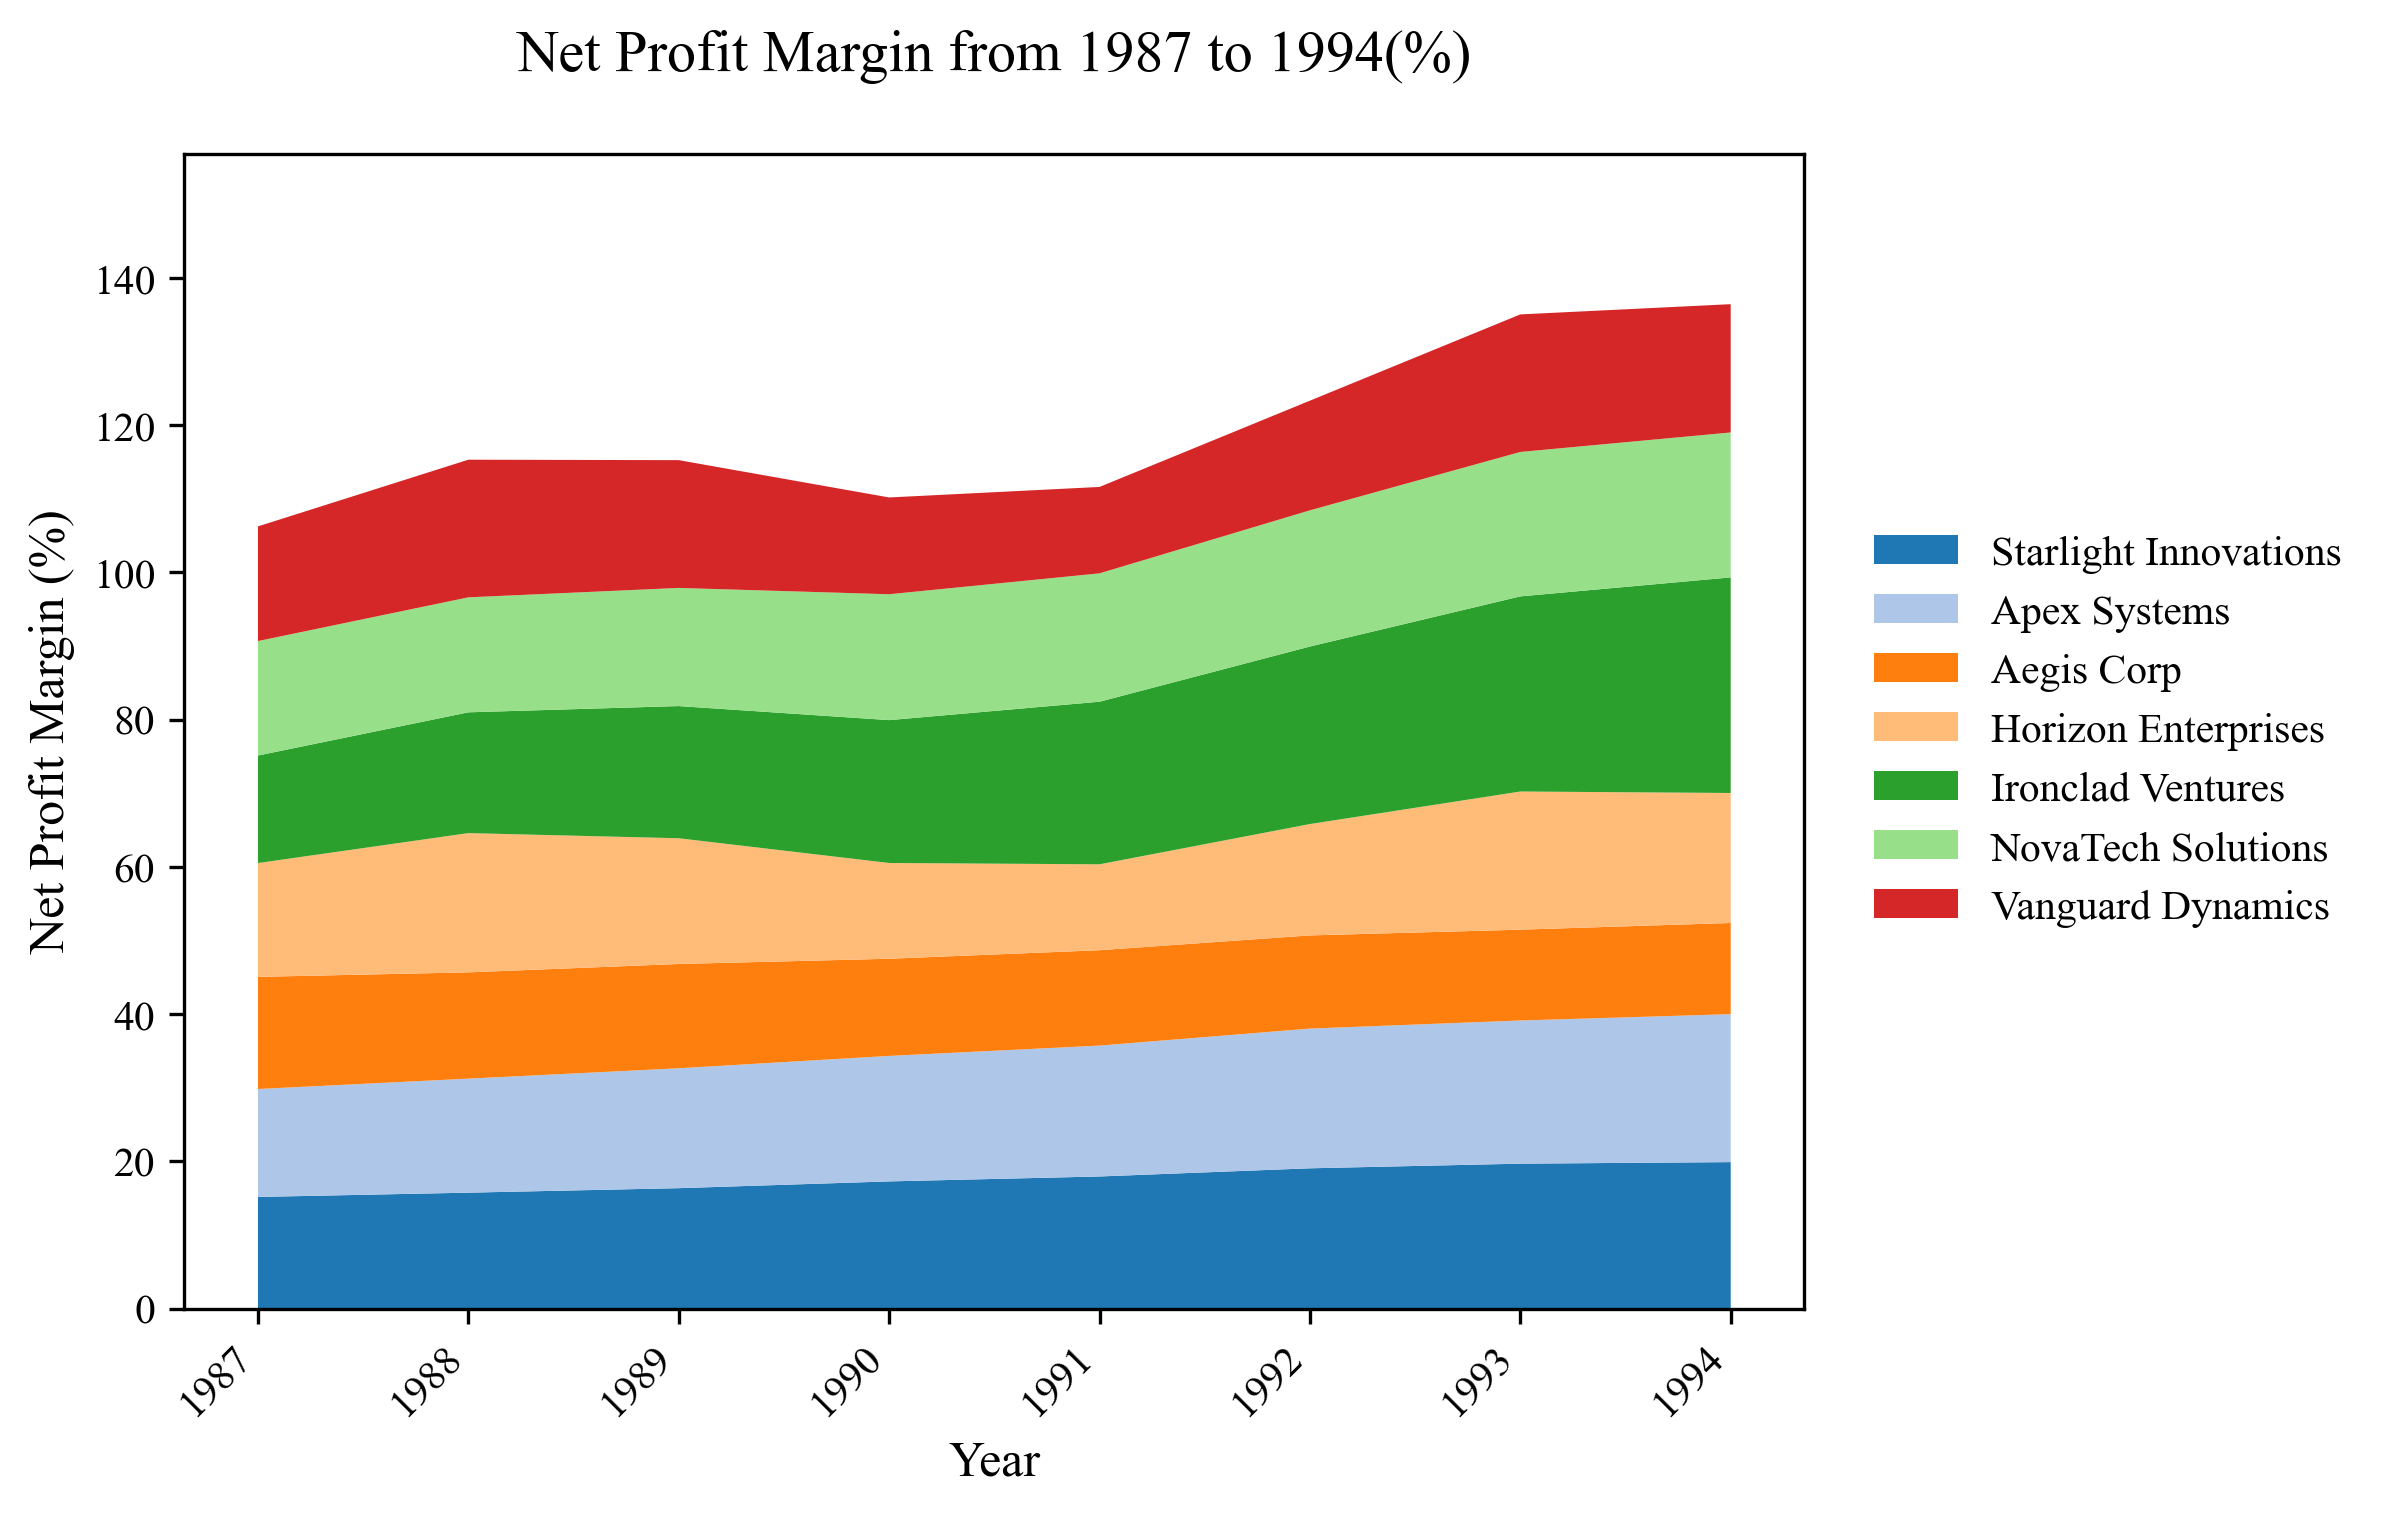 Net Profit Margin from 1987 to 1994(%)
Net Profit Margin (%)
140
120
100
80
60
40
20
0
1987
1988
1989
1990
1991
1992
1993
1994
Year
Starlight Innovations
Apex Systems
Aegis Corp
Horizon Enterprises
Ironclad Ventures
NovaTech Solutions
Vanguard Dynamics